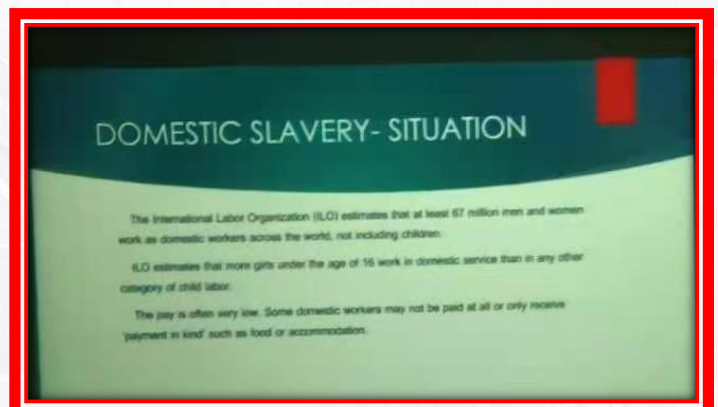 DOMESTIC SLAVERY- SITUATION
The International Labor Organization (ILO) estimates that at least 67 million men and women
work as domestic workers across the world, not including children.
ILO estimates that more girls under the age of 16 work in domestic service than in any other
category of child labor.
The pay is often very low. Some domestic workers may not be paid at all or only receive
'payment in kind' such as food or accommodation.